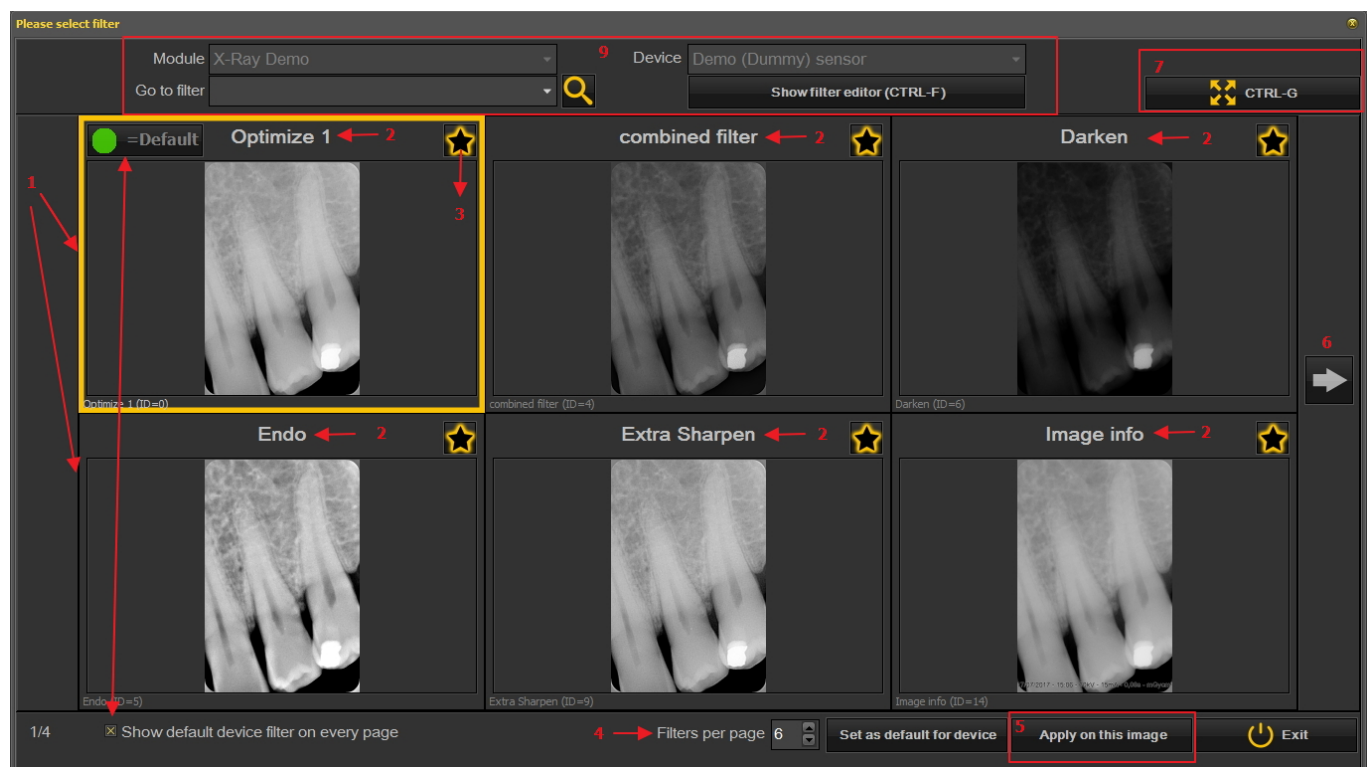 Please select filter
Module X-Ray Demo 9 Device Demo (Dummy) sensor
7
Go to filter Show filter editor (CTRL-F) CTRL-G
=Default Optimize 1 2 combined filter 2 Darken 2
1
3
6
Optimize 1 (ID=0) combined filter (ID=4) Darken (ID=6)
Endo 2 Extra Sharpen 2 Image info 2
Endo (ID=5) Extra Sharpen (ID=9) Image info (ID=14)
1/4 Show default device filter on every page 4 Filters per page 6 Set as default for device 5 Apply on this image Exit